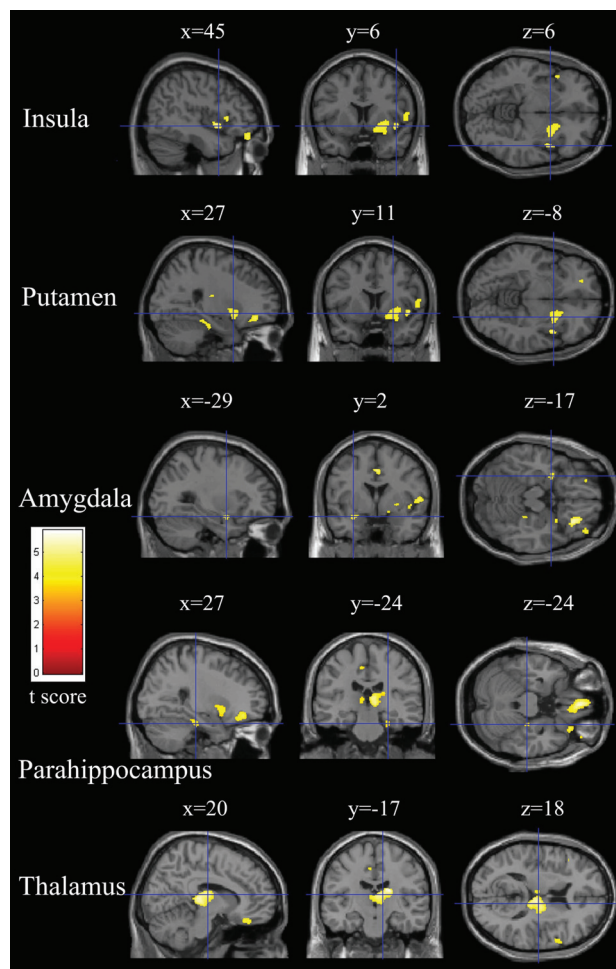 x=45 y=6 z=6
Insula
x=27 y=11 z=-8
Putamen
x=-29 y=2 z=-17
Amygdala
5
4
3
2
1
0
t score
x=27 y=-24 z=-24
Parahippocampus
x=20 y=-17 z=18
Thalamus